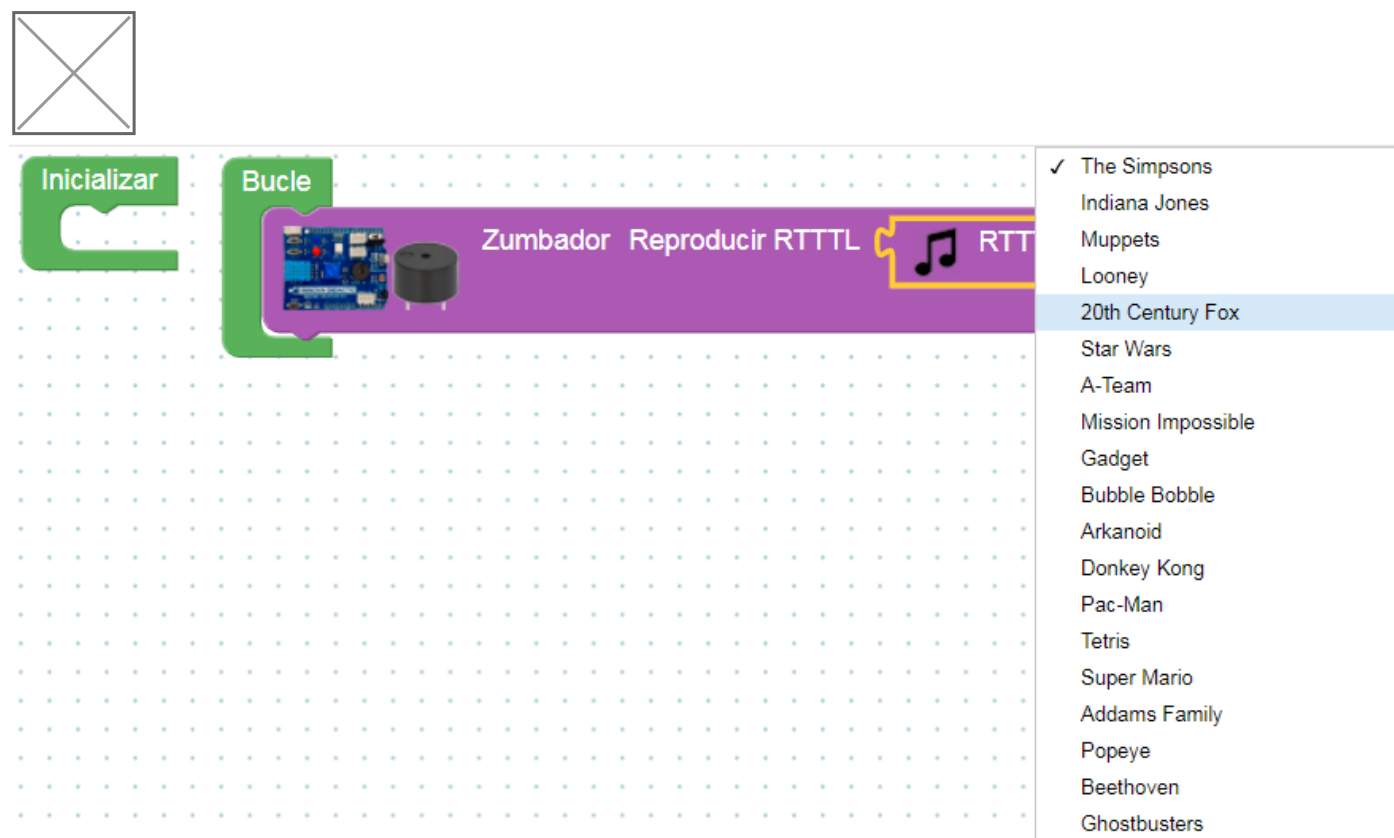 Inicializar
Bucle
Zumbador Reproducir RTTTL
RTT
✓ The Simpsons
Indiana Jones
Muppets
Looney
20th Century Fox
Star Wars
A-Team
Mission Impossible
Gadget
Bubble Bobble
Arkanoid
Donkey Kong
Pac-Man
Tetris
Super Mario
Addams Family
Popeye
Beethoven
Ghostbusters